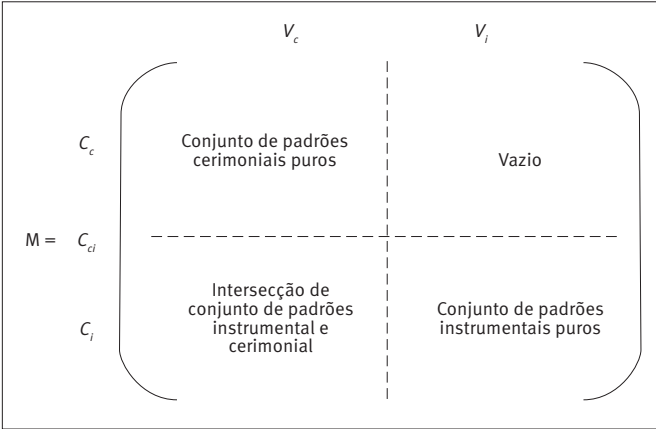 V_c V_i
C_c Conjunto de padrões
cerimoniais puros
Vazio
M = C_ci
C_i Intersecção de
conjunto de padrões
instrumental e
cerimonial
Conjunto de padrões
instrumentais puros